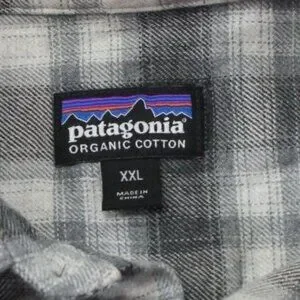 patagonia®
ORGANIC COTTON
XXL
MADE IN
CHINA